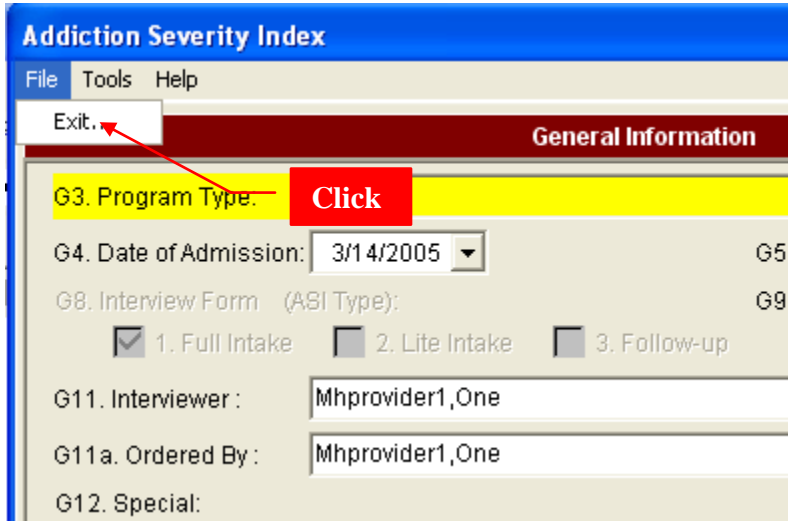 Addiction Severity Index
File Tools Help
Exit..
General Information
G3. Program Type:
Click
G4. Date of Admission: 3/14/2005 G5
G8. Interview Form (ASI Type): G9
1. Full Intake 2. Lite Intake 3. Follow-up
G11. Interviewer : Mhprovider1,One
G11a. Ordered By : Mhprovider1,One
G12. Special: